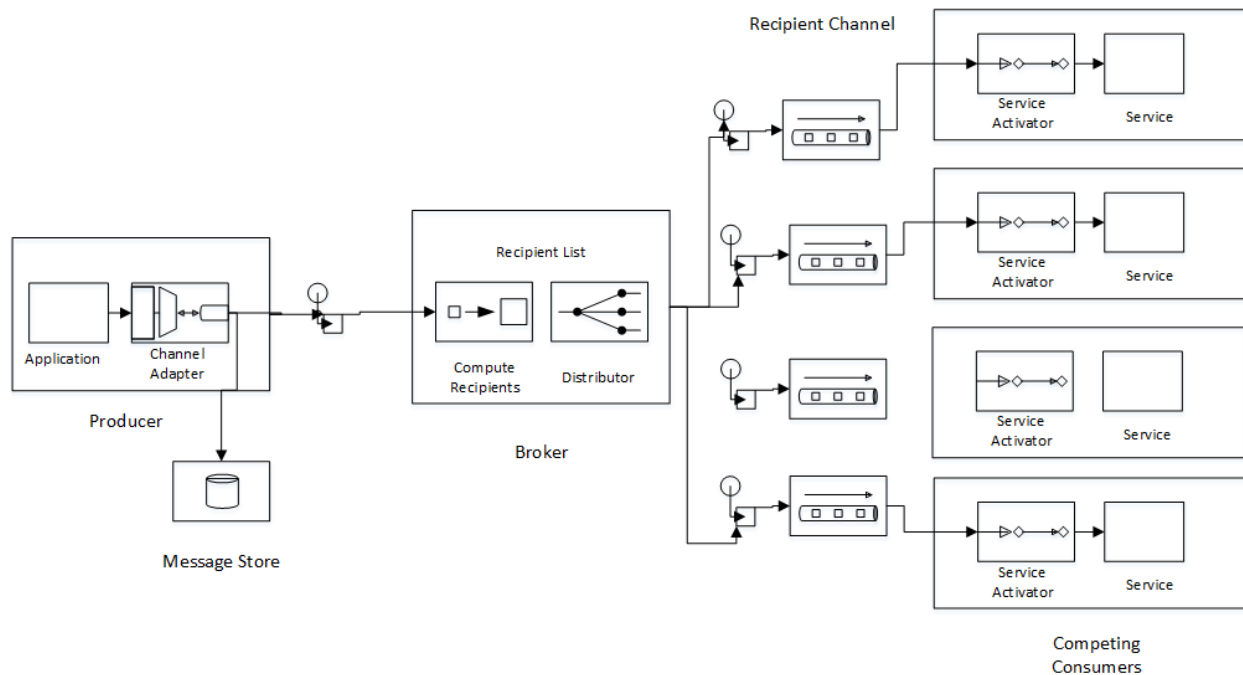 Recipient Channel
Service
Activator
Service
Service
Activator
Service
Recipient List
Application
Channel
Adapter
Compute
Recipients
Distributor
Producer
Broker
Service
Activator
Service
Message Store
Service
Activator
Service
Competing
Consumers